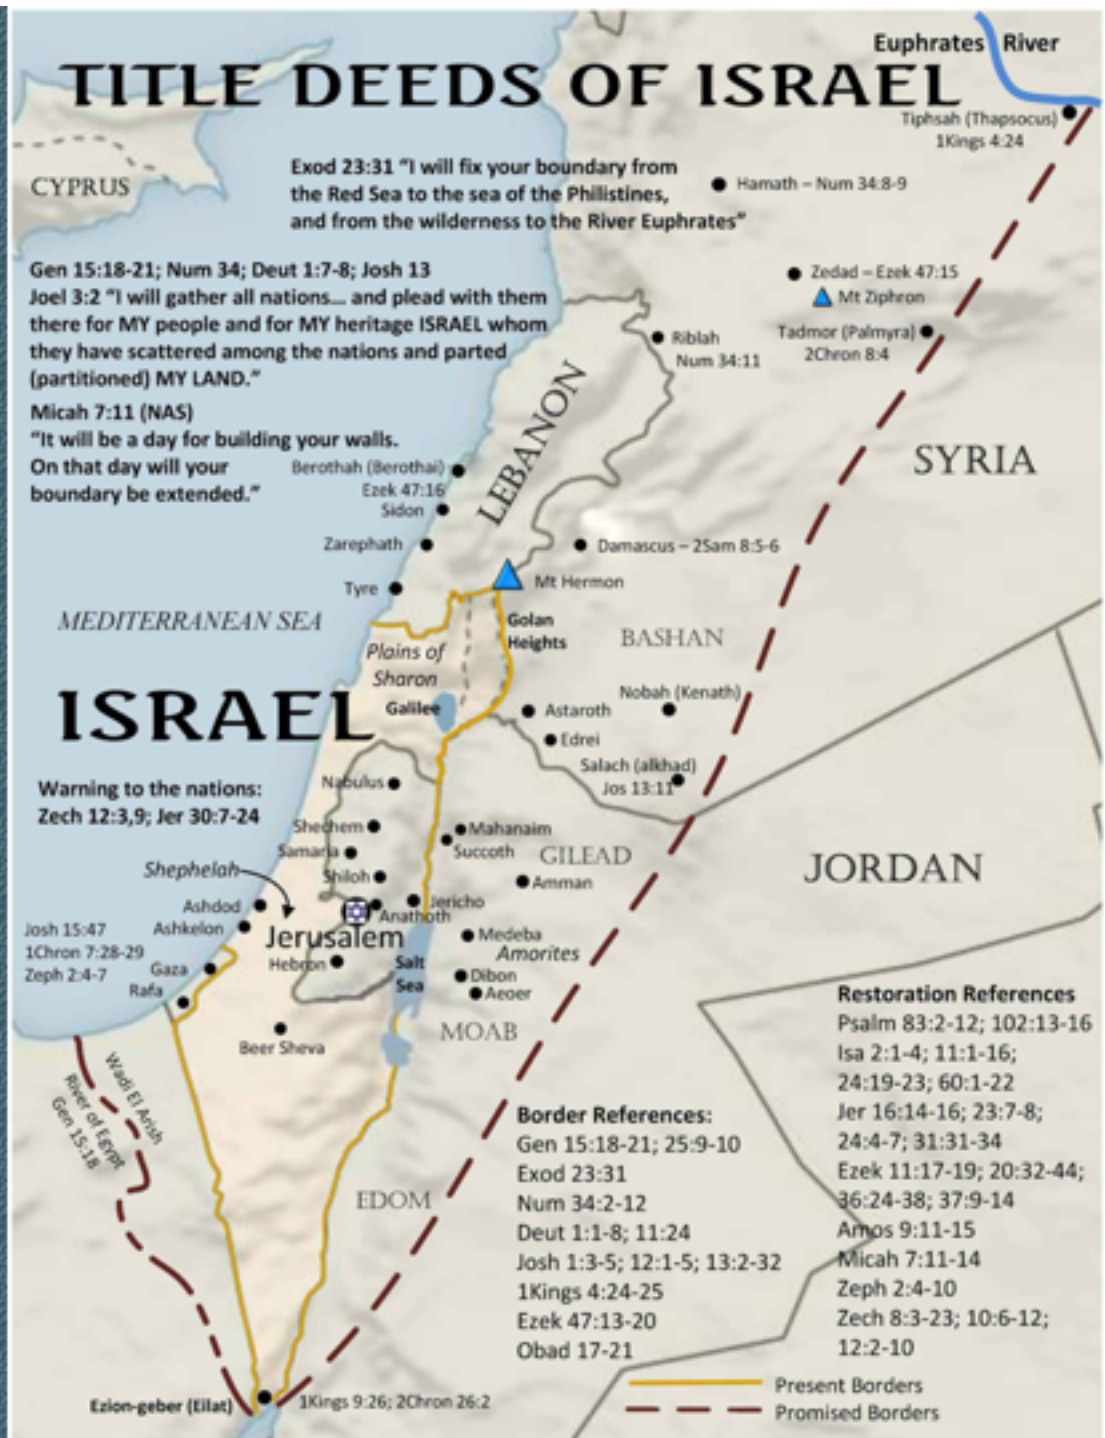 Euphrates River
TITLE DEEDS OF ISRAEL
Tiphsah (Thapsocus)
1Kings 4:24
CYPRUS
Exod 23:31 “I will fix your boundary from
the Red Sea to the sea of the Philistines,
and from the wilderness to the River Euphrates”
Hamath – Num 34:8-9
Gen 15:18-21; Num 34; Deut 1:7-8; Josh 13
Joel 3:2 “I will gather all nations... and plead with them
there for MY people and for MY heritage ISRAEL whom
they have scattered among the nations and parted
(partitioned) MY LAND.”
Zedad – Ezek 47:15
Mt Ziphron
Tadmor (Palmyra)
2Chron 8:4
Riblah
Num 34:11
Micah 7:11 (NAS)
“It will be a day for building your walls.
On that day will your
boundary be extended.”
LEBANON
SYRIA
Berothah (Berothai)
Ezek 47:16
Sidon
Zarephath
Damascus – 2Sam 8:5-6
Tyre
Mt Hermon
MEDITERRANEAN SEA
Golan
Heights
BASHAN
Plains of
Sharon
Galilee
ISRAEL
Nobah (Kenath)
Astaroth
Edrei
Salach (alkhad)
Jos 13:11
Warning to the nations:
Zech 12:3,9; Jer 30:7-24
Nabulus
Shechem
Mahanaim
Samaria
Succoth
GILEAD
JORDAN
Shephelah
Shiloh
Amman
Ashdod
Jericho
Anathoth
Ashkelon
Jerusalem
Medeba
Amorites
Josh 15:47
1Chron 7:28-29
Zeph 2:4-7
Gaza
Hebron
Salt
Sea
Dibon
Rafa
Aeoer
Beer Sheva
MOAB
Wadi El Arish
River of Egypt
Gen 15:18
EDOM
Border References:
Gen 15:18-21; 25:9-10
Exod 23:31
Num 34:2-12
Deut 1:1-8; 11:24
Josh 1:3-5; 12:1-5; 13:2-32
1Kings 4:24-25
Ezek 47:13-20
Obad 17-21
Restoration References
Psalm 83:2-12; 102:13-16
Isa 2:1-4; 11:1-16;
24:19-23; 60:1-22
Jer 16:14-16; 23:7-8;
24:4-7; 31:31-34
Ezek 11:17-19; 20:32-44;
36:24-38; 37:9-14
Amos 9:11-15
Micah 7:11-14
Zeph 2:4-10
Zech 8:3-23; 10:6-12;
12:2-10
Ezion-geber (Eilat)
1Kings 9:26; 2Chron 26:2
Present Borders
Promised Borders